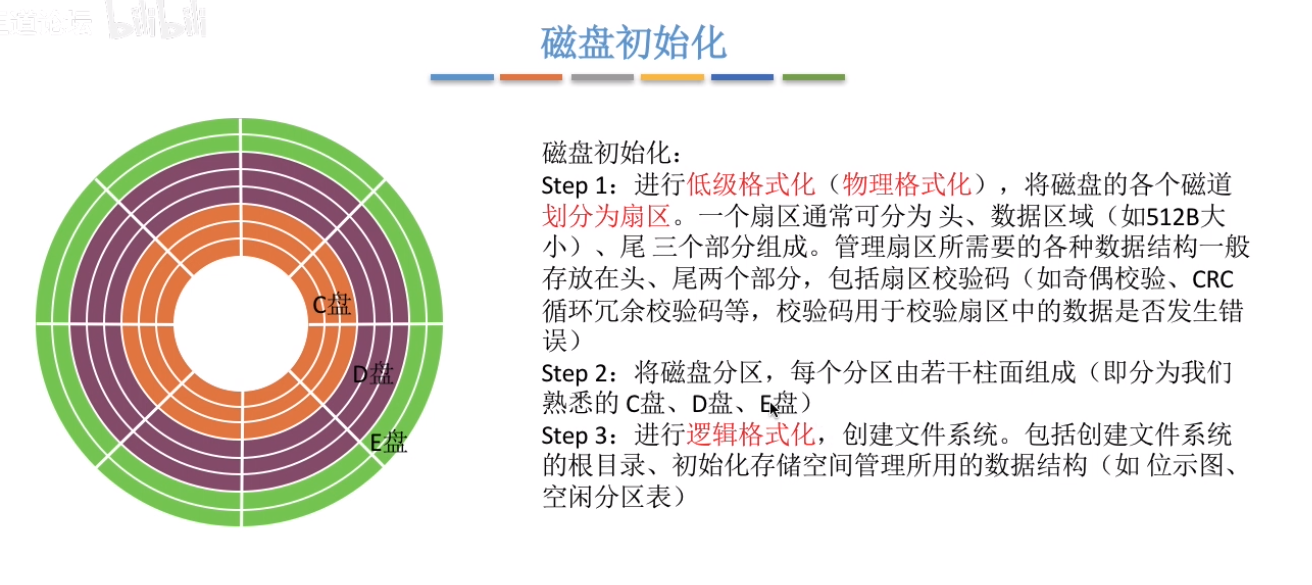 bilibili
磁盘初始化
磁盘初始化：
Step 1：进行低级格式化（物理格式化），将磁盘的各个磁道
划分为扇区。一个扇区通常可分为 头、数据区域（如512B大
小）、尾 三个部分组成。管理扇区所需要的各种数据结构一般
存放在头、尾两个部分，包括扇区校验码（如奇偶校验、CRC
循环冗余校验码等，校验码用于校验扇区中的数据是否发生错
误）
Step 2：将磁盘分区，每个分区由若干柱面组成（即分为我们
熟悉的 C盘、D盘、E盘）
Step 3：进行逻辑格式化，创建文件系统。包括创建文件系统
的根目录、初始化存储空间管理所用的数据结构（如 位示图、
空闲分区表）
C盘
D盘
E盘